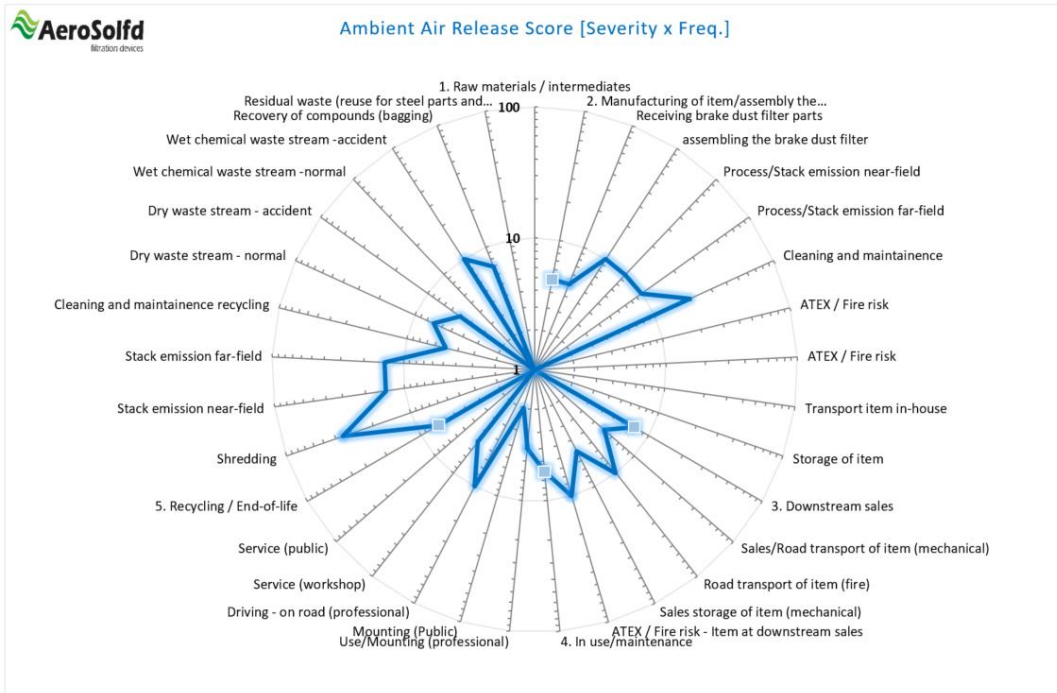 AeroSolfd
filtration devices
Ambient Air Release Score [Severity x Freq.]
1. Raw materials / intermediates
2. Manufacturing of item/assembly the...
Receiving brake dust filter parts
assembling the brake dust filter
Process/Stack emission near-field
Process/Stack emission far-field
Cleaning and maintainence
ATEX / Fire risk
ATEX / Fire risk
Transport item in-house
Storage of item
3. Downstream sales
Sales/Road transport of item (mechanical)
Road transport of item (fire)
Sales storage of item (mechanical)
ATEX / Fire risk - Item at downstream sales
4. In use/maintenance
Use/Mounting (professional)
Mounting (Public)
Driving - on road (professional)
Service (workshop)
Service (public)
5. Recycling / End-of-life
Shredding
Stack emission near-field
Stack emission far-field
Cleaning and maintainence recycling
Dry waste stream - normal
Dry waste stream - accident
Wet chemical waste stream -normal
Wet chemical waste stream -accident
Recovery of compounds (bagging)
Residual waste (reuse for steel parts and...
100
10
1